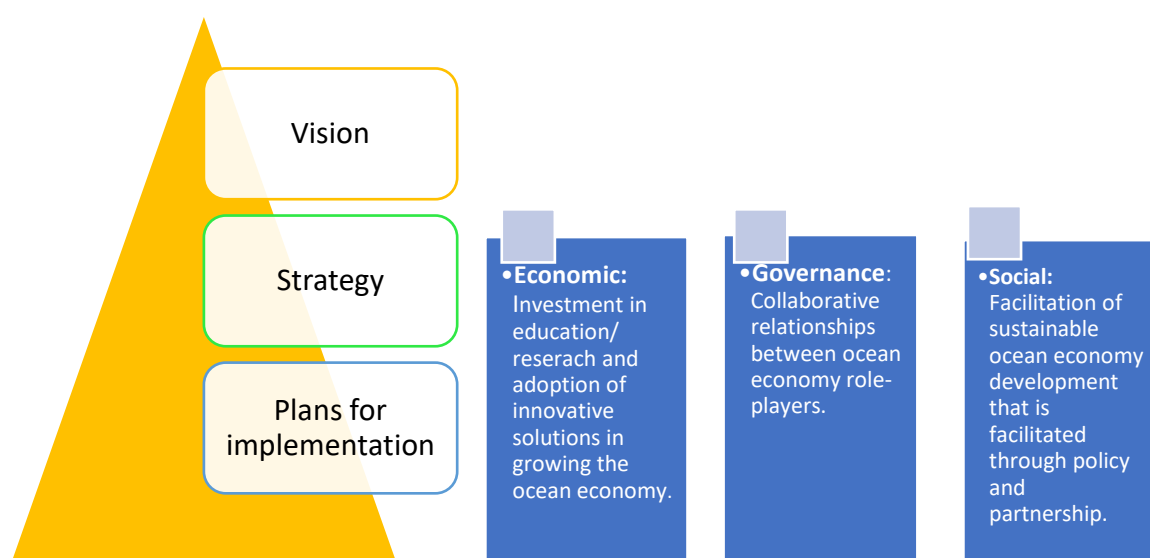 Vision
Strategy
Plans for
implementation
•Economic:
Investment in
education/
reserach and
adoption of
innovative
solutions in
growing the
ocean economy.
•Governance:
Collaborative
relationships
between ocean
economy role-
players.
•Social:
Facilitation of
sustainable
ocean economy
development
that is
facilitated
through policy
and
partnership.